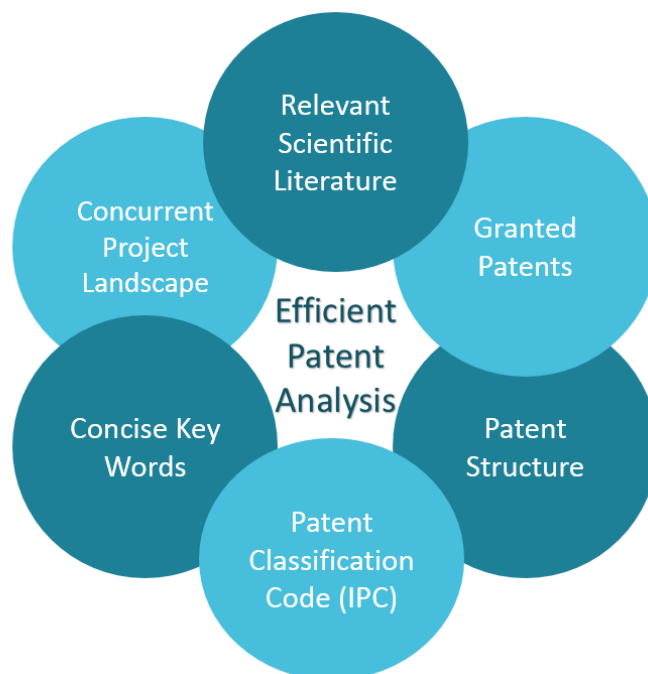 Relevant
Scientific
Literature
Concurrent
Project
Landscape
Granted
Patents
Efficient
Patent
Analysis
Concise Key
Words
Patent
Structure
Patent
Classification
Code (IPC)